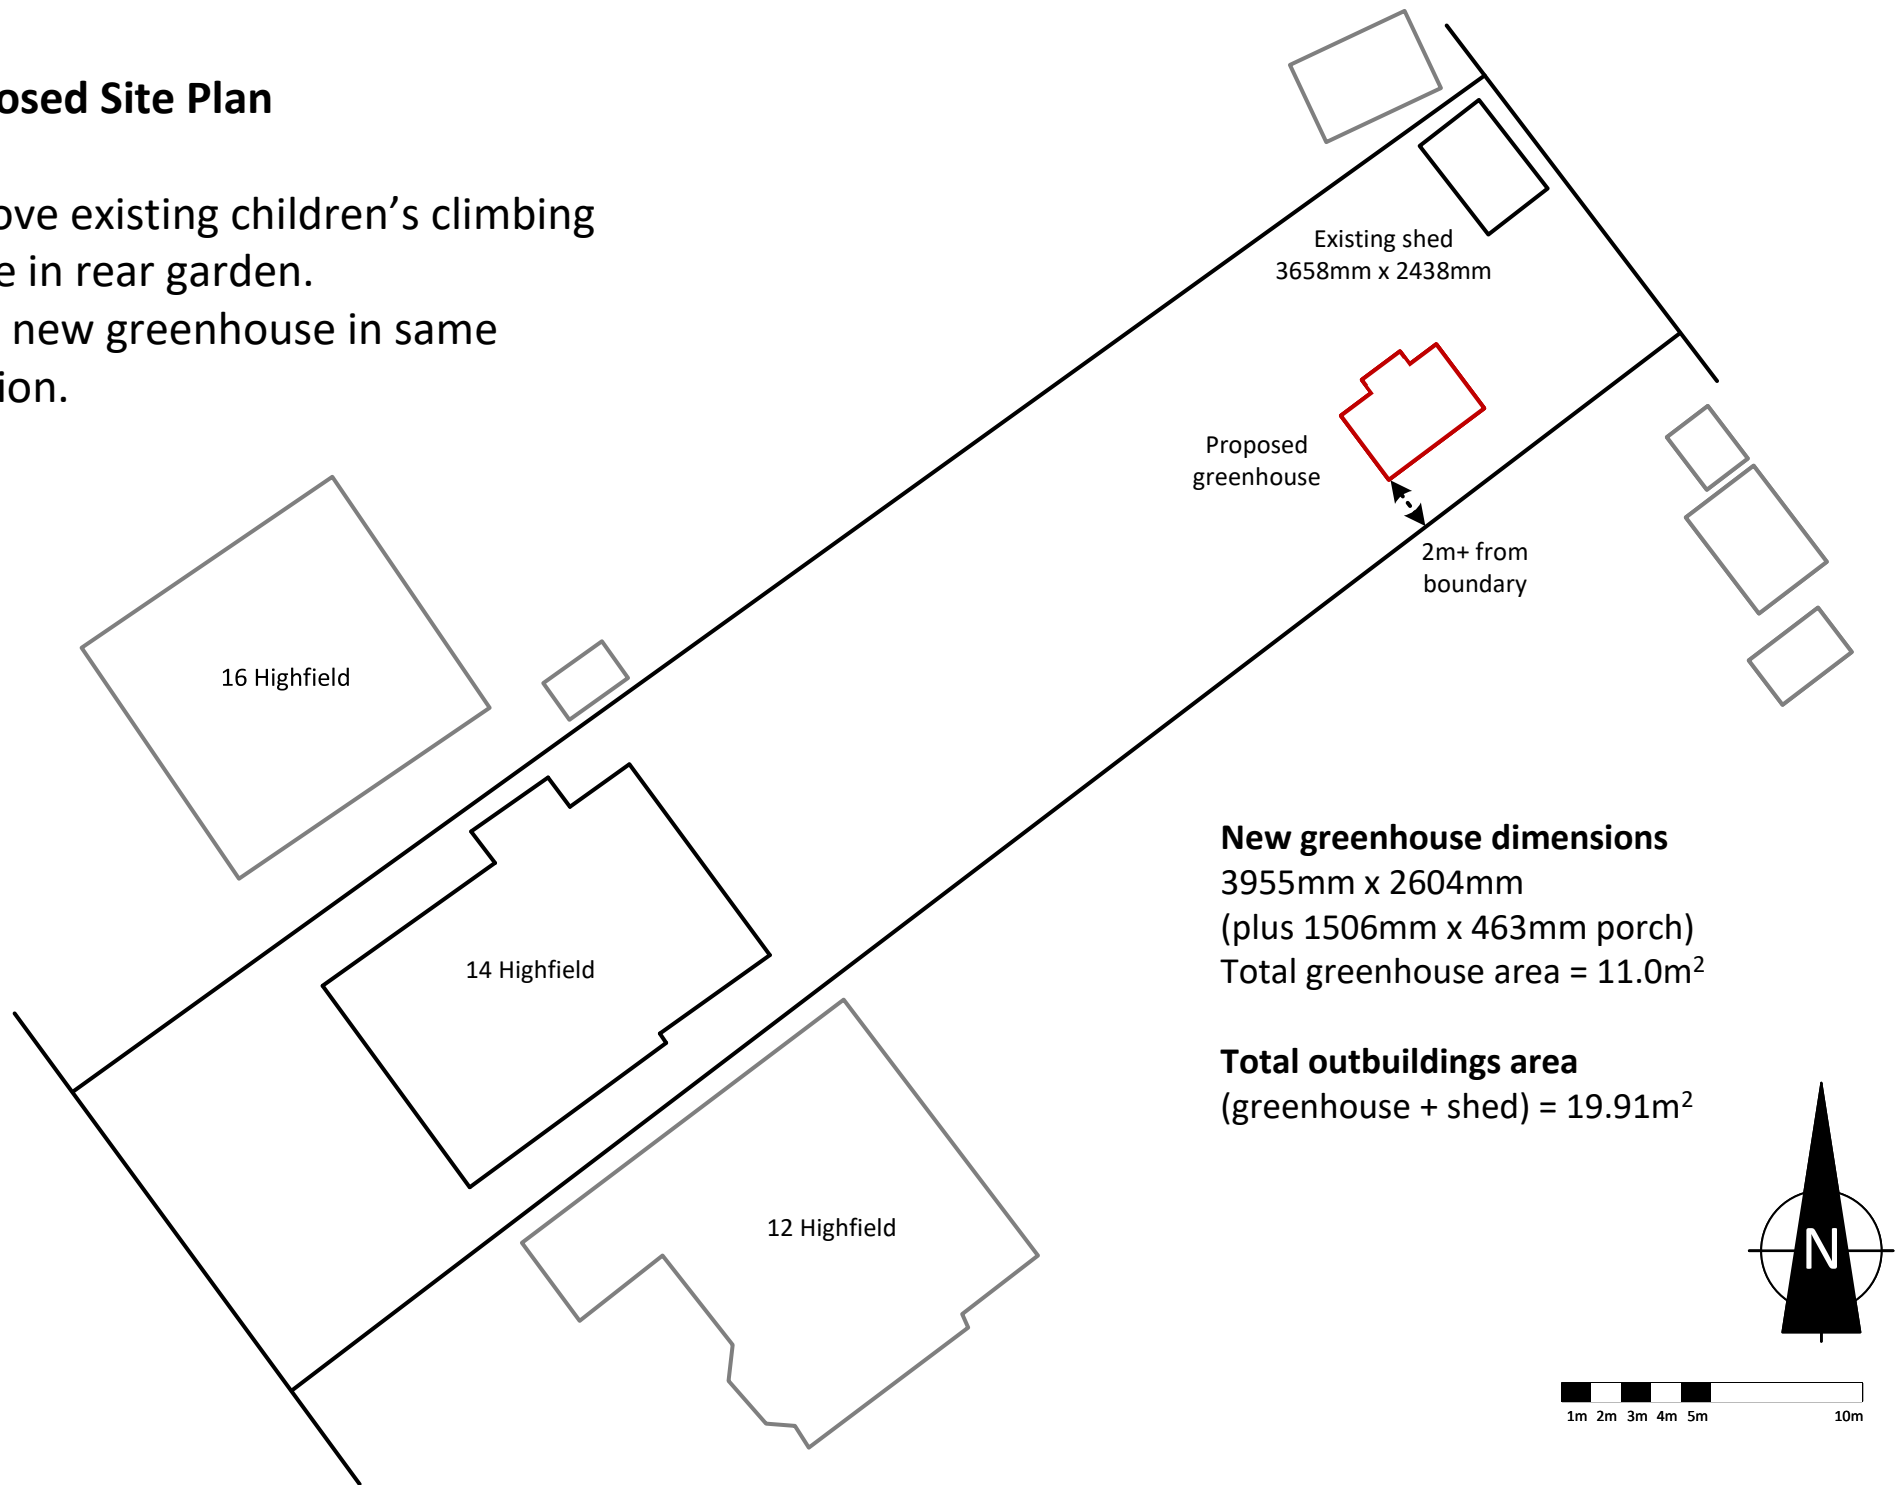 osed Site Plan
ove existing children’s climbing
e in rear garden.
new greenhouse in same
ion.
Existing shed
3658mm x 2438mm
Proposed
greenhouse
2m+ from
boundary
16 Highfield
14 Highfield
12 Highfield
New greenhouse dimensions
3955mm x 2604mm
(plus 1506mm x 463mm porch)
Total greenhouse area = 11.0m²
Total outbuildings area
(greenhouse + shed) = 19.91m²
N
1m 2m 3m 4m 5m 10m